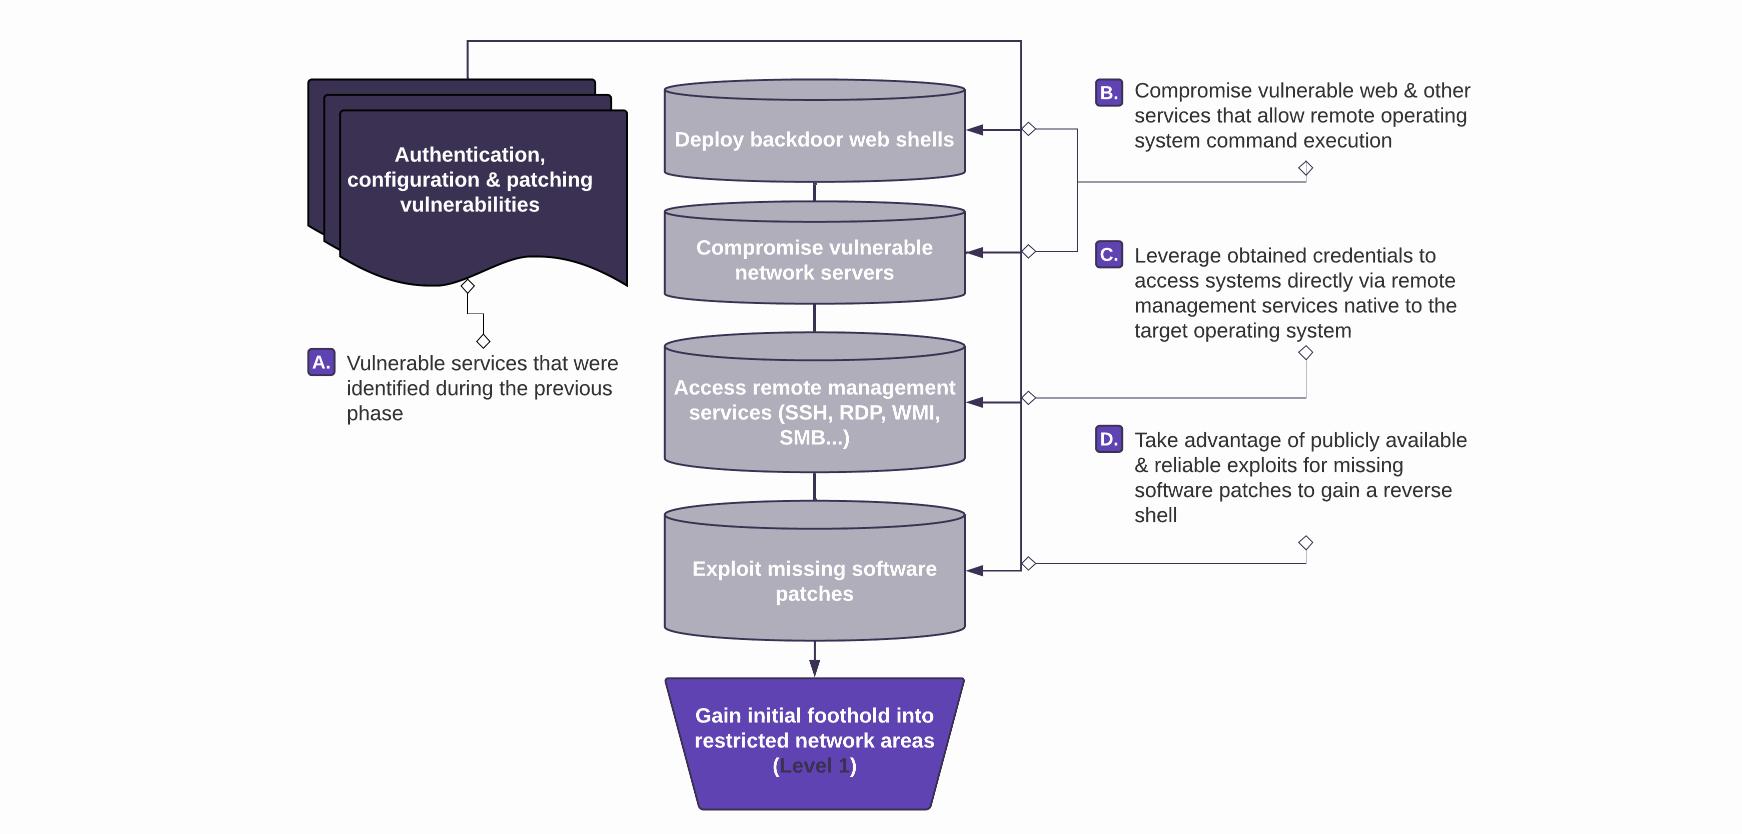 Authentication,
configuration & patching
vulnerabilities
A.
Vulnerable services that were
identified during the previous
phase
Deploy backdoor web shells
Compromise vulnerable
network servers
Access remote management
services (SSH, RDP, WMI,
SMB...)
Exploit missing software
patches
Gain initial foothold into
restricted network areas
(Level 1)
B.
Compromise vulnerable web & other
services that allow remote operating
system command execution
C.
Leverage obtained credentials to
access systems directly via remote
management services native to the
target operating system
D.
Take advantage of publicly available
& reliable exploits for missing
software patches to gain a reverse
shell